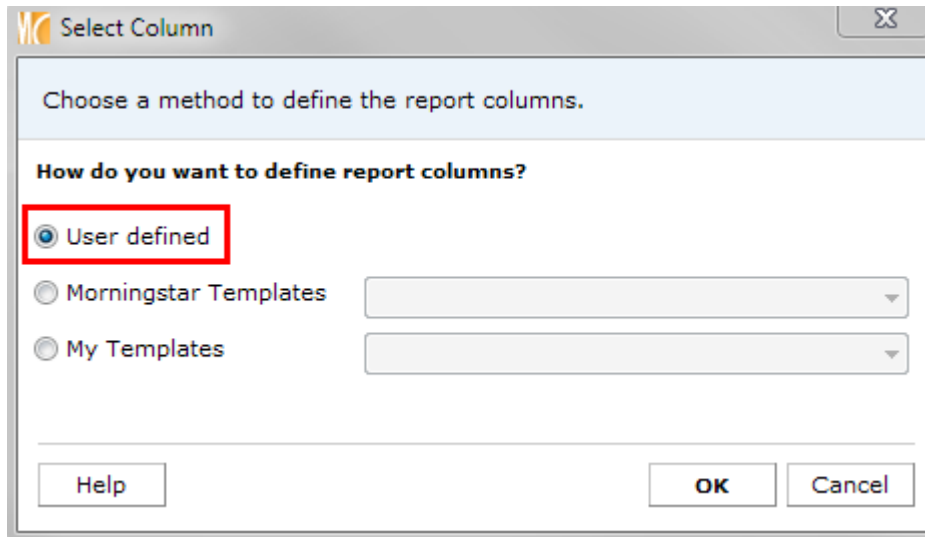 Select Column
Choose a method to define the report columns.
How do you want to define report columns?
User defined
Morningstar Templates
My Templates
Help
OK
Cancel